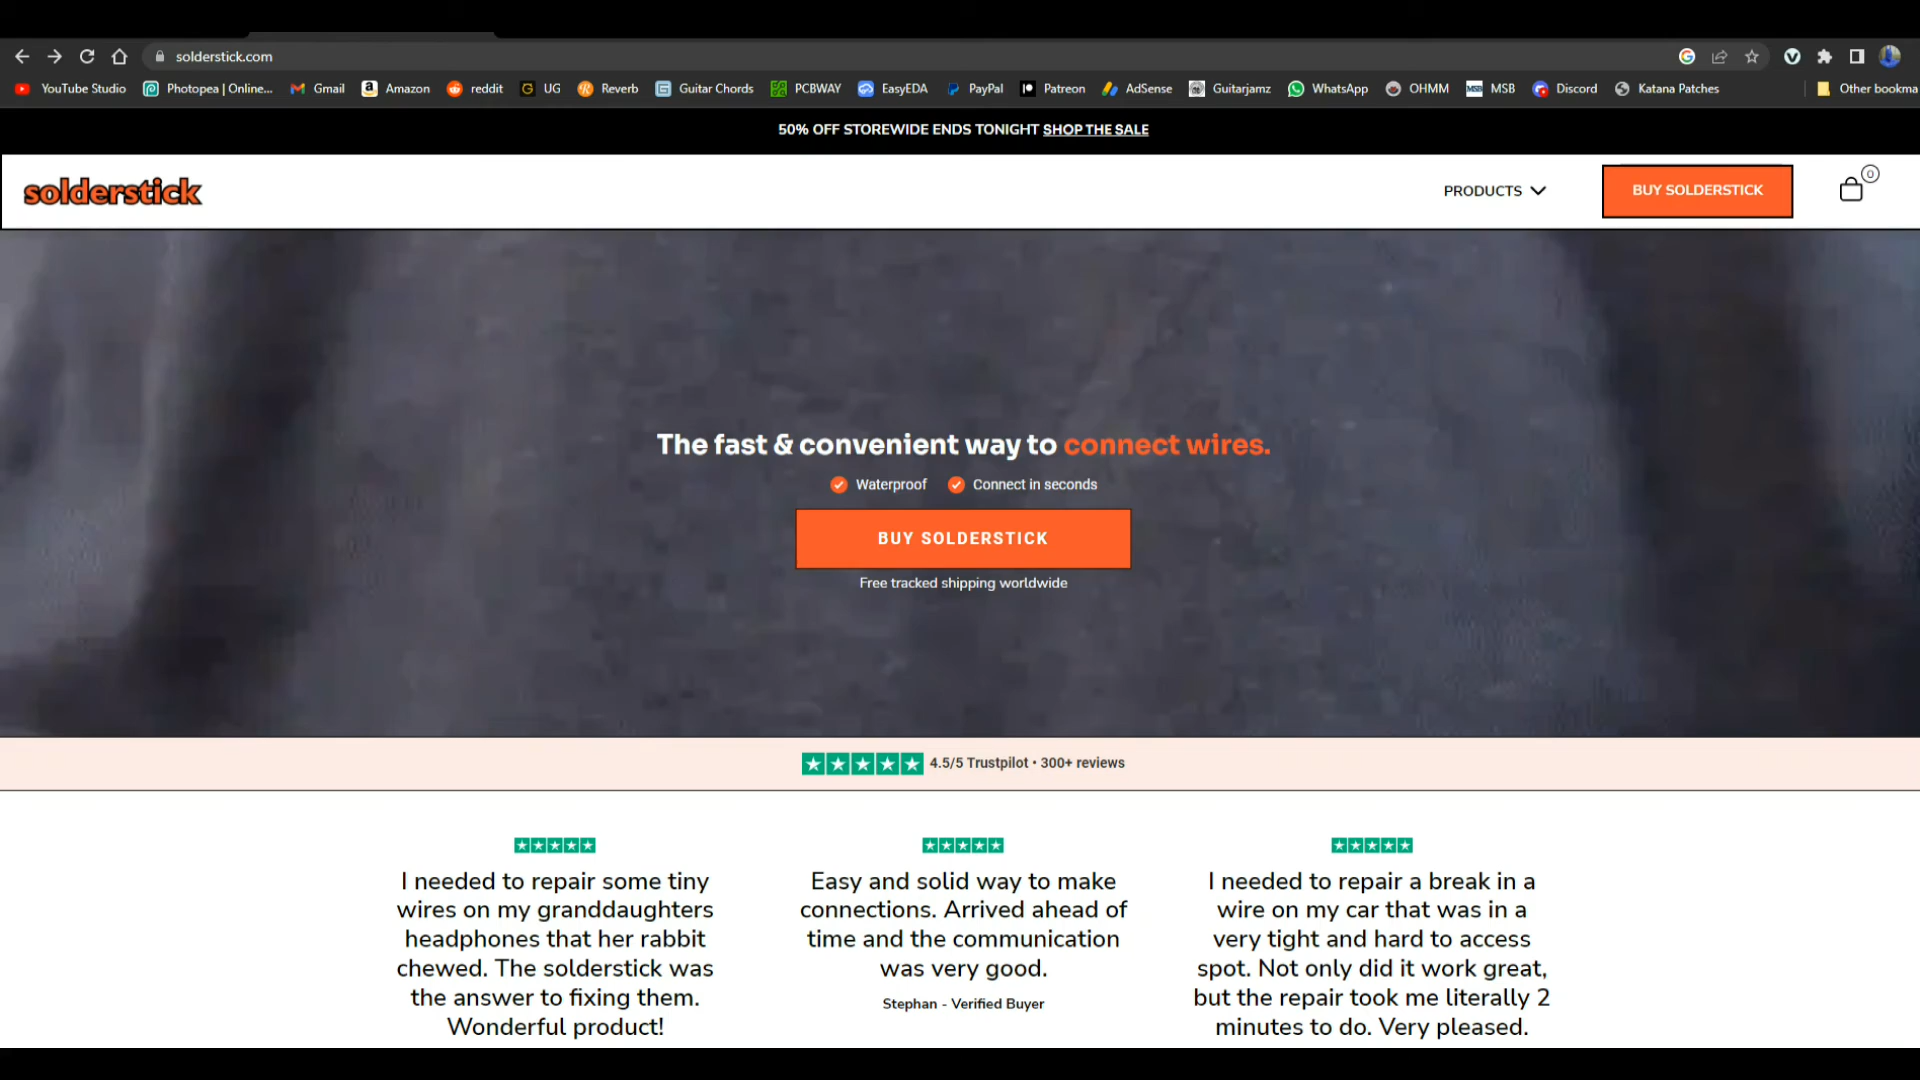 solderstick.com
YouTube Studio Photopea | Online... Gmail Amazon reddit UG Reverb Guitar Chords PCBWAY EasyEDA PayPal Patreon AdSense Guitarjamz WhatsApp OHMM MSB Discord Katana Patches Other bookma
50% OFF STOREWIDE ENDS TONIGHT SHOP THE SALE
solderstick PRODUCTS BUY SOLDERSTICK 0
The fast & convenient way to connect wires.
Waterproof Connect in seconds
BUY SOLDERSTICK
Free tracked shipping worldwide
4.5/5 Trustpilot • 300+ reviews
I needed to repair some tiny
wires on my granddaughters
headphones that her rabbit
chewed. The solderstick was
the answer to fixing them.
Wonderful product!
Easy and solid way to make
connections. Arrived ahead of
time and the communication
was very good.
Stephan - Verified Buyer
I needed to repair a break in a
wire on my car that was in a
very tight and hard to access
spot. Not only did it work great,
but the repair took me literally 2
minutes to do. Very pleased.